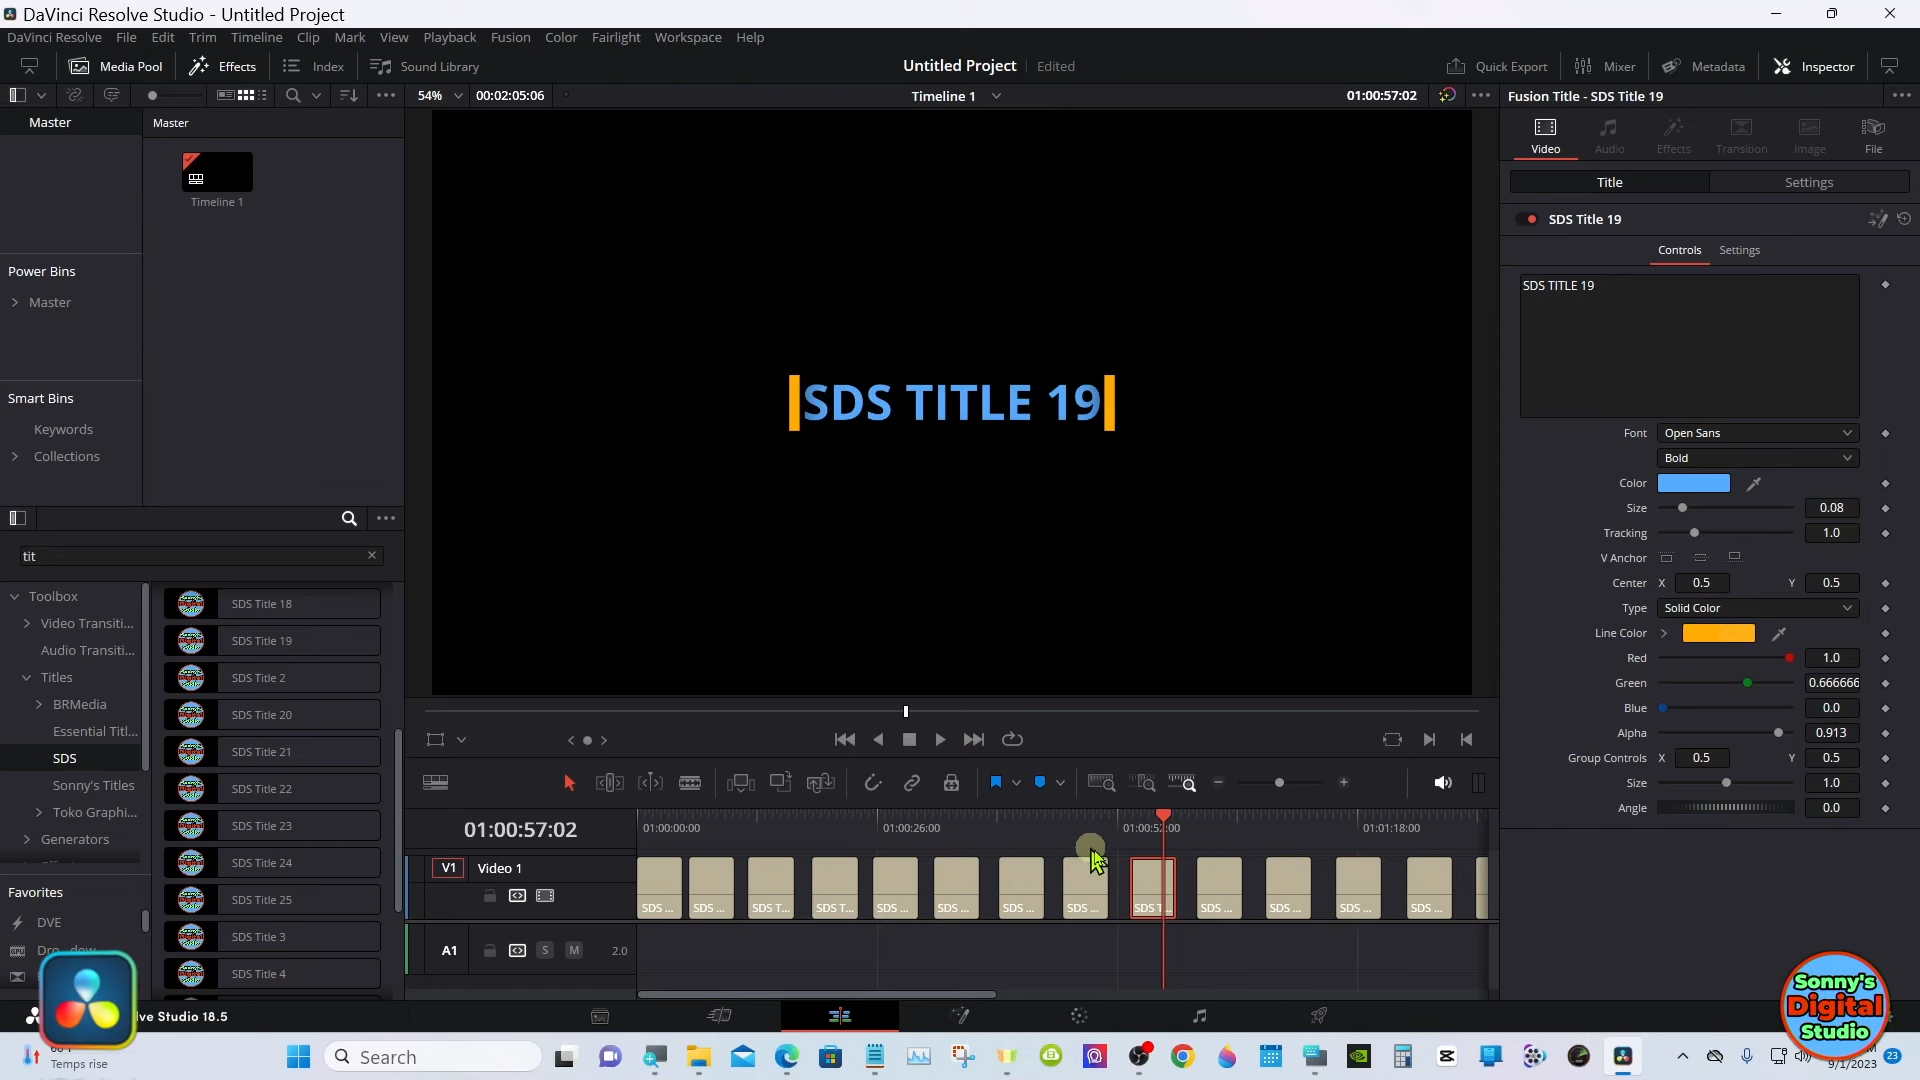 DaVinci Resolve Studio - Untitled Project
DaVinci Resolve File Edit Trim Timeline Clip Mark View Playback Fusion Color Fairlight Workspace Help
Media Pool Effects Index Sound Library Untitled Project Edited Quick Export Mixer Metadata Inspector
54% 00:02:05:06 Timeline 1 01:00:57:02 Fusion Title - SDS Title 19
Master Master
Video Audio Effects Transition Image File
Timeline 1
Title Settings
SDS Title 19
Controls Settings
Power Bins
Master
SDS TITLE 19
SDS TITLE 19
Smart Bins
Keywords
Collections
Font Open Sans
Bold
Color
Size 0.08
Tracking 1.0
V Anchor
Center X 0.5 Y 0.5
Type Solid Color
Line Color
Red 1.0
Green 0.666666
Blue 0.0
Alpha 0.913
Group Controls X 0.5 Y 0.5
Size 1.0
Angle 0.0
tit
Toolbox
Video Transiti...
Audio Transiti...
Titles
BRMedia
Essential Titl...
SDS
Sonny's Titles
Toko Graphi...
Generators
SDS Title 18
SDS Title 19
SDS Title 2
SDS Title 20
SDS Title 21
SDS Title 22
SDS Title 23
SDS Title 24
SDS Title 25
SDS Title 3
SDS Title 4
Favorites
DVE
01:00:57:02 01:00:00:00 01:00:26:00 01:00:52:00 01:01:18:00
V1 Video 1
SDS ... SDS ... SDS T... SDS T... SDS ... SDS ... SDS ... SDS ... SDS T... SDS ... SDS ... SDS ... SDS ...
A1 S M 2.0
lve Studio 18.5
Sonny's
Digital
Studio
Temps rise
Search
9/1/2023 23